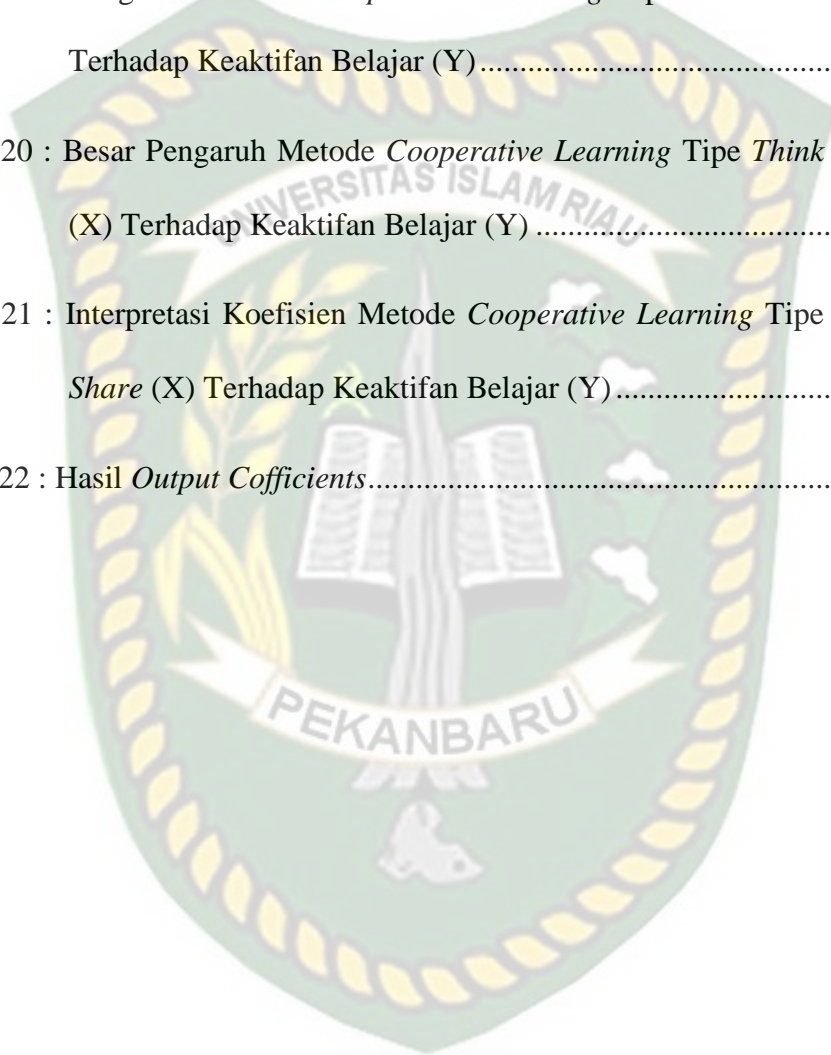 Terhadap Keaktifan Belajar (Y)....................................
20 : Besar Pengaruh Metode Cooperative Learning Tipe Think
(X) Terhadap Keaktifan Belajar (Y)..............................
21 : Interpretasi Koefisien Metode Cooperative Learning Tipe
Share (X) Terhadap Keaktifan Belajar (Y)......................
22 : Hasil Output Cofficients...............................................
UNIVERSITAS ISLAM RIAU
PEKANBARU